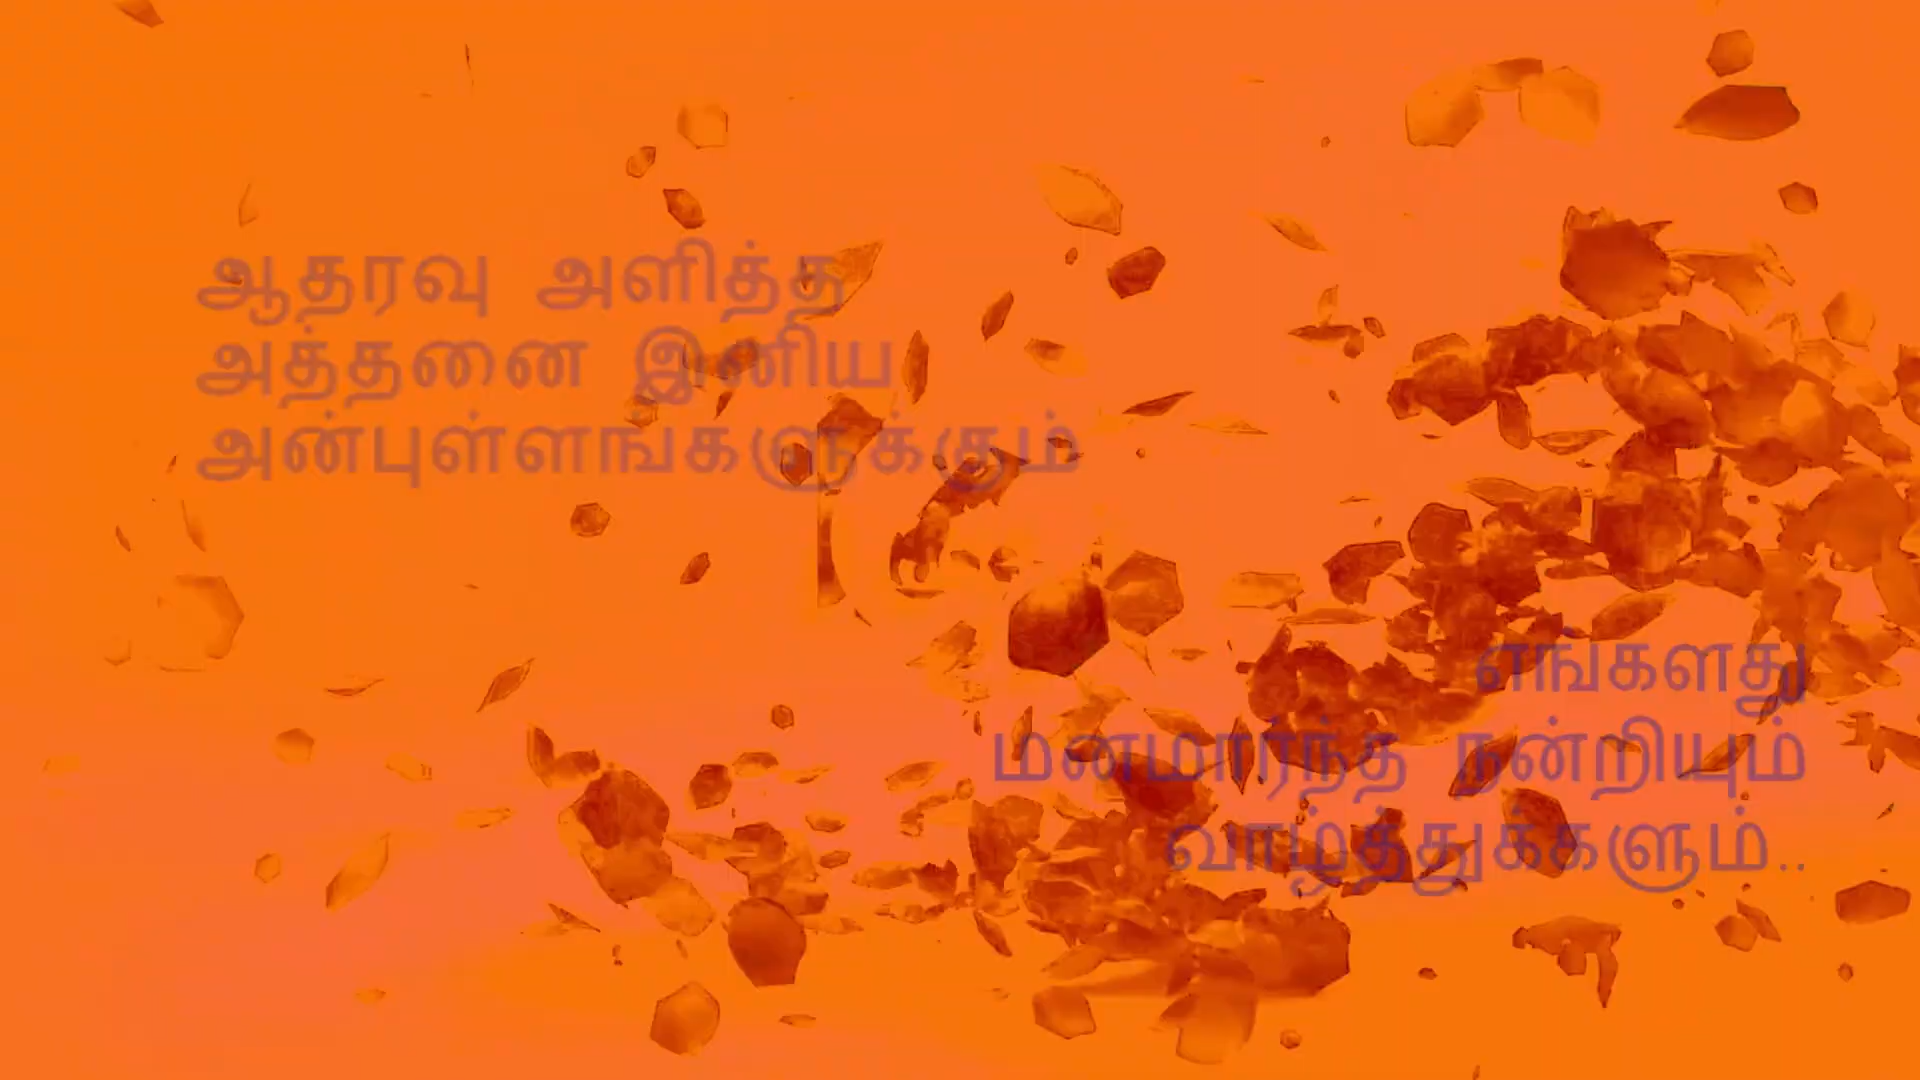 ஆதரவு அளித்த
அத்தனை இனிய
அன்புள்ளங்களுக்கும்
எங்களது
மனமார்ந்த நன்றியும்
வாழ்த்துக்களும்..